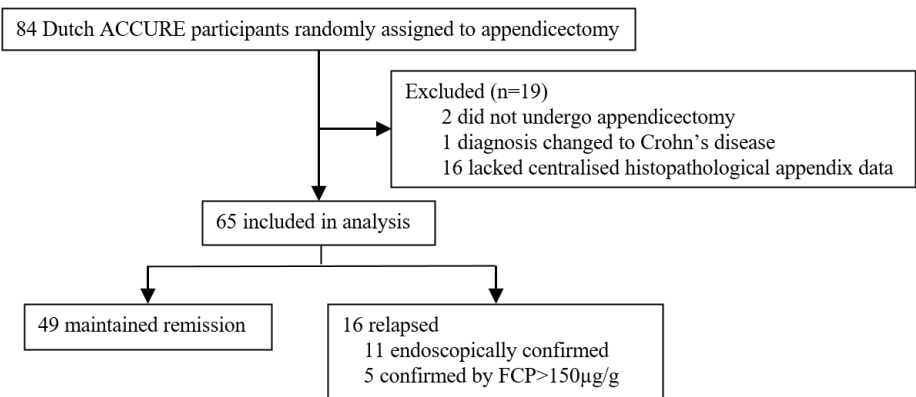 84 Dutch ACCURE participants randomly assigned to appendicectomy
Excluded (n=19)
2 did not undergo appendicectomy
1 diagnosis changed to Crohn’s disease
16 lacked centralised histopathological appendix data
65 included in analysis
49 maintained remission
16 relapsed
11 endoscopically confirmed
5 confirmed by FCP>150µg/g